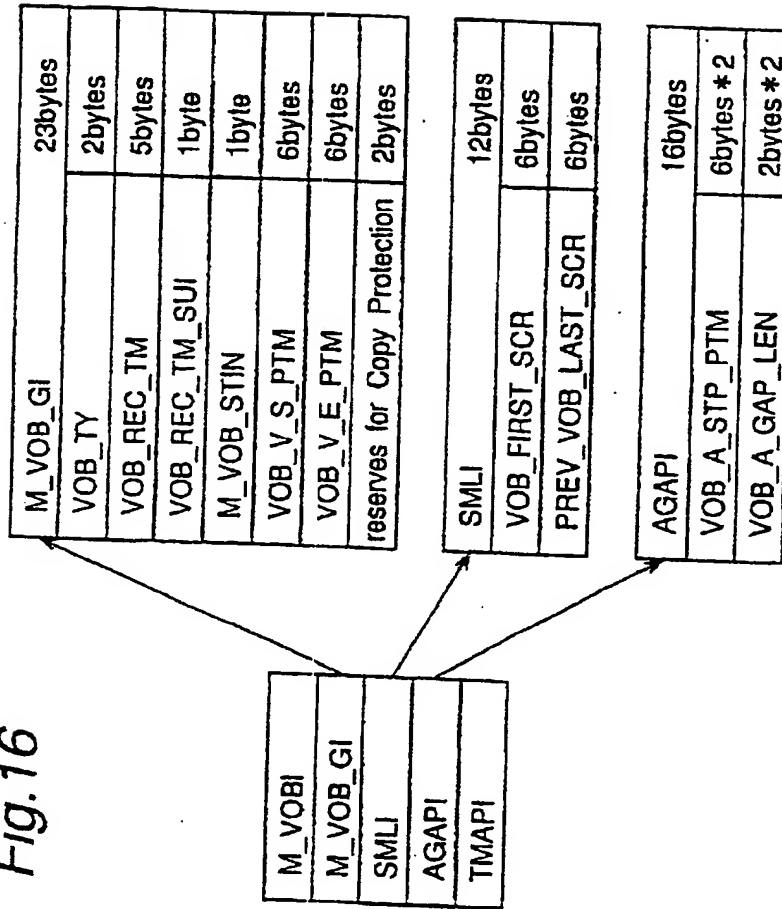 Fig.16
M_VOBI
M_VOB_GI
SMLI
AGAPI
TMAPI
M_VOB_GI 23bytes
VOB_TY 2bytes
VOB_REC_TM 5bytes
VOB_REC_TM_SUI 1byte
M_VOB_STIN 1byte
VOB_V_S_PTM 6bytes
VOB_V_E_PTM 6bytes
reserves for Copy Protection 2bytes
SMLI 12bytes
VOB_FIRST_SCR 6bytes
PREV_VOB_LAST_SCR 6bytes
AGAPI 16bytes
VOB_A_STP_PTM 6bytes*2
VOB_A_GAP_LEN 2bytes*2